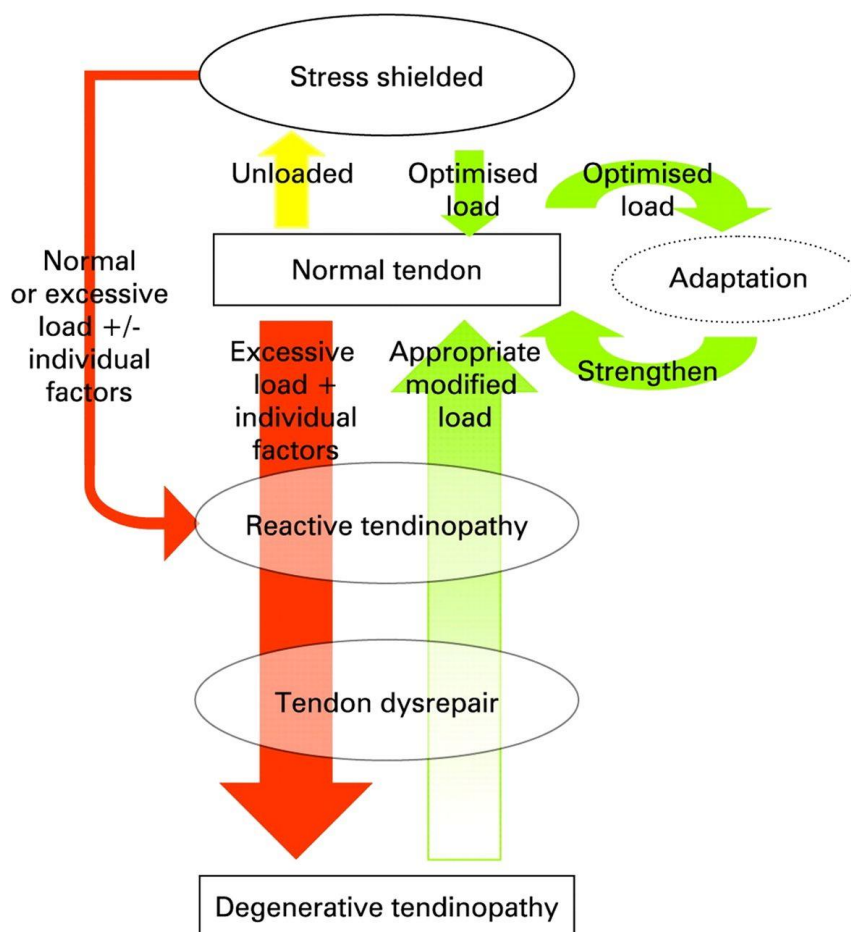 Stress shielded
Unloaded
Optimised
load
Optimised
load
Normal
or excessive
load +/-
individual
factors
Normal tendon
Adaptation
Excessive
load +
individual
factors
Appropriate
modified
load
Strengthen
Reactive tendinopathy
Tendon dysrepair
Degenerative tendinopathy